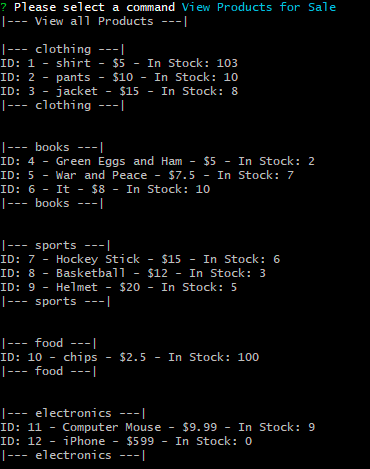 ? Please select a command View Products for Sale
|--- View all Products ---|
|--- clothing ---|
ID: 1 - shirt - $5 - In Stock: 103
ID: 2 - pants - $10 - In Stock: 10
ID: 3 - jacket - $15 - In Stock: 8
|--- clothing ---|
|--- books ---|
ID: 4 - Green Eggs and Ham - $5 - In Stock: 2
ID: 5 - War and Peace - $7.5 - In Stock: 7
ID: 6 - It - $8 - In Stock: 10
|--- books ---|
|--- sports ---|
ID: 7 - Hockey Stick - $15 - In Stock: 6
ID: 8 - Basketball - $12 - In Stock: 3
ID: 9 - Helmet - $20 - In Stock: 5
|--- sports ---|
|--- food ---|
ID: 10 - chips - $2.5 - In Stock: 100
|--- food ---|
|--- electronics ---|
ID: 11 - Computer Mouse - $9.99 - In Stock: 9
ID: 12 - iPhone - $599 - In Stock: 0
|--- electronics ---|